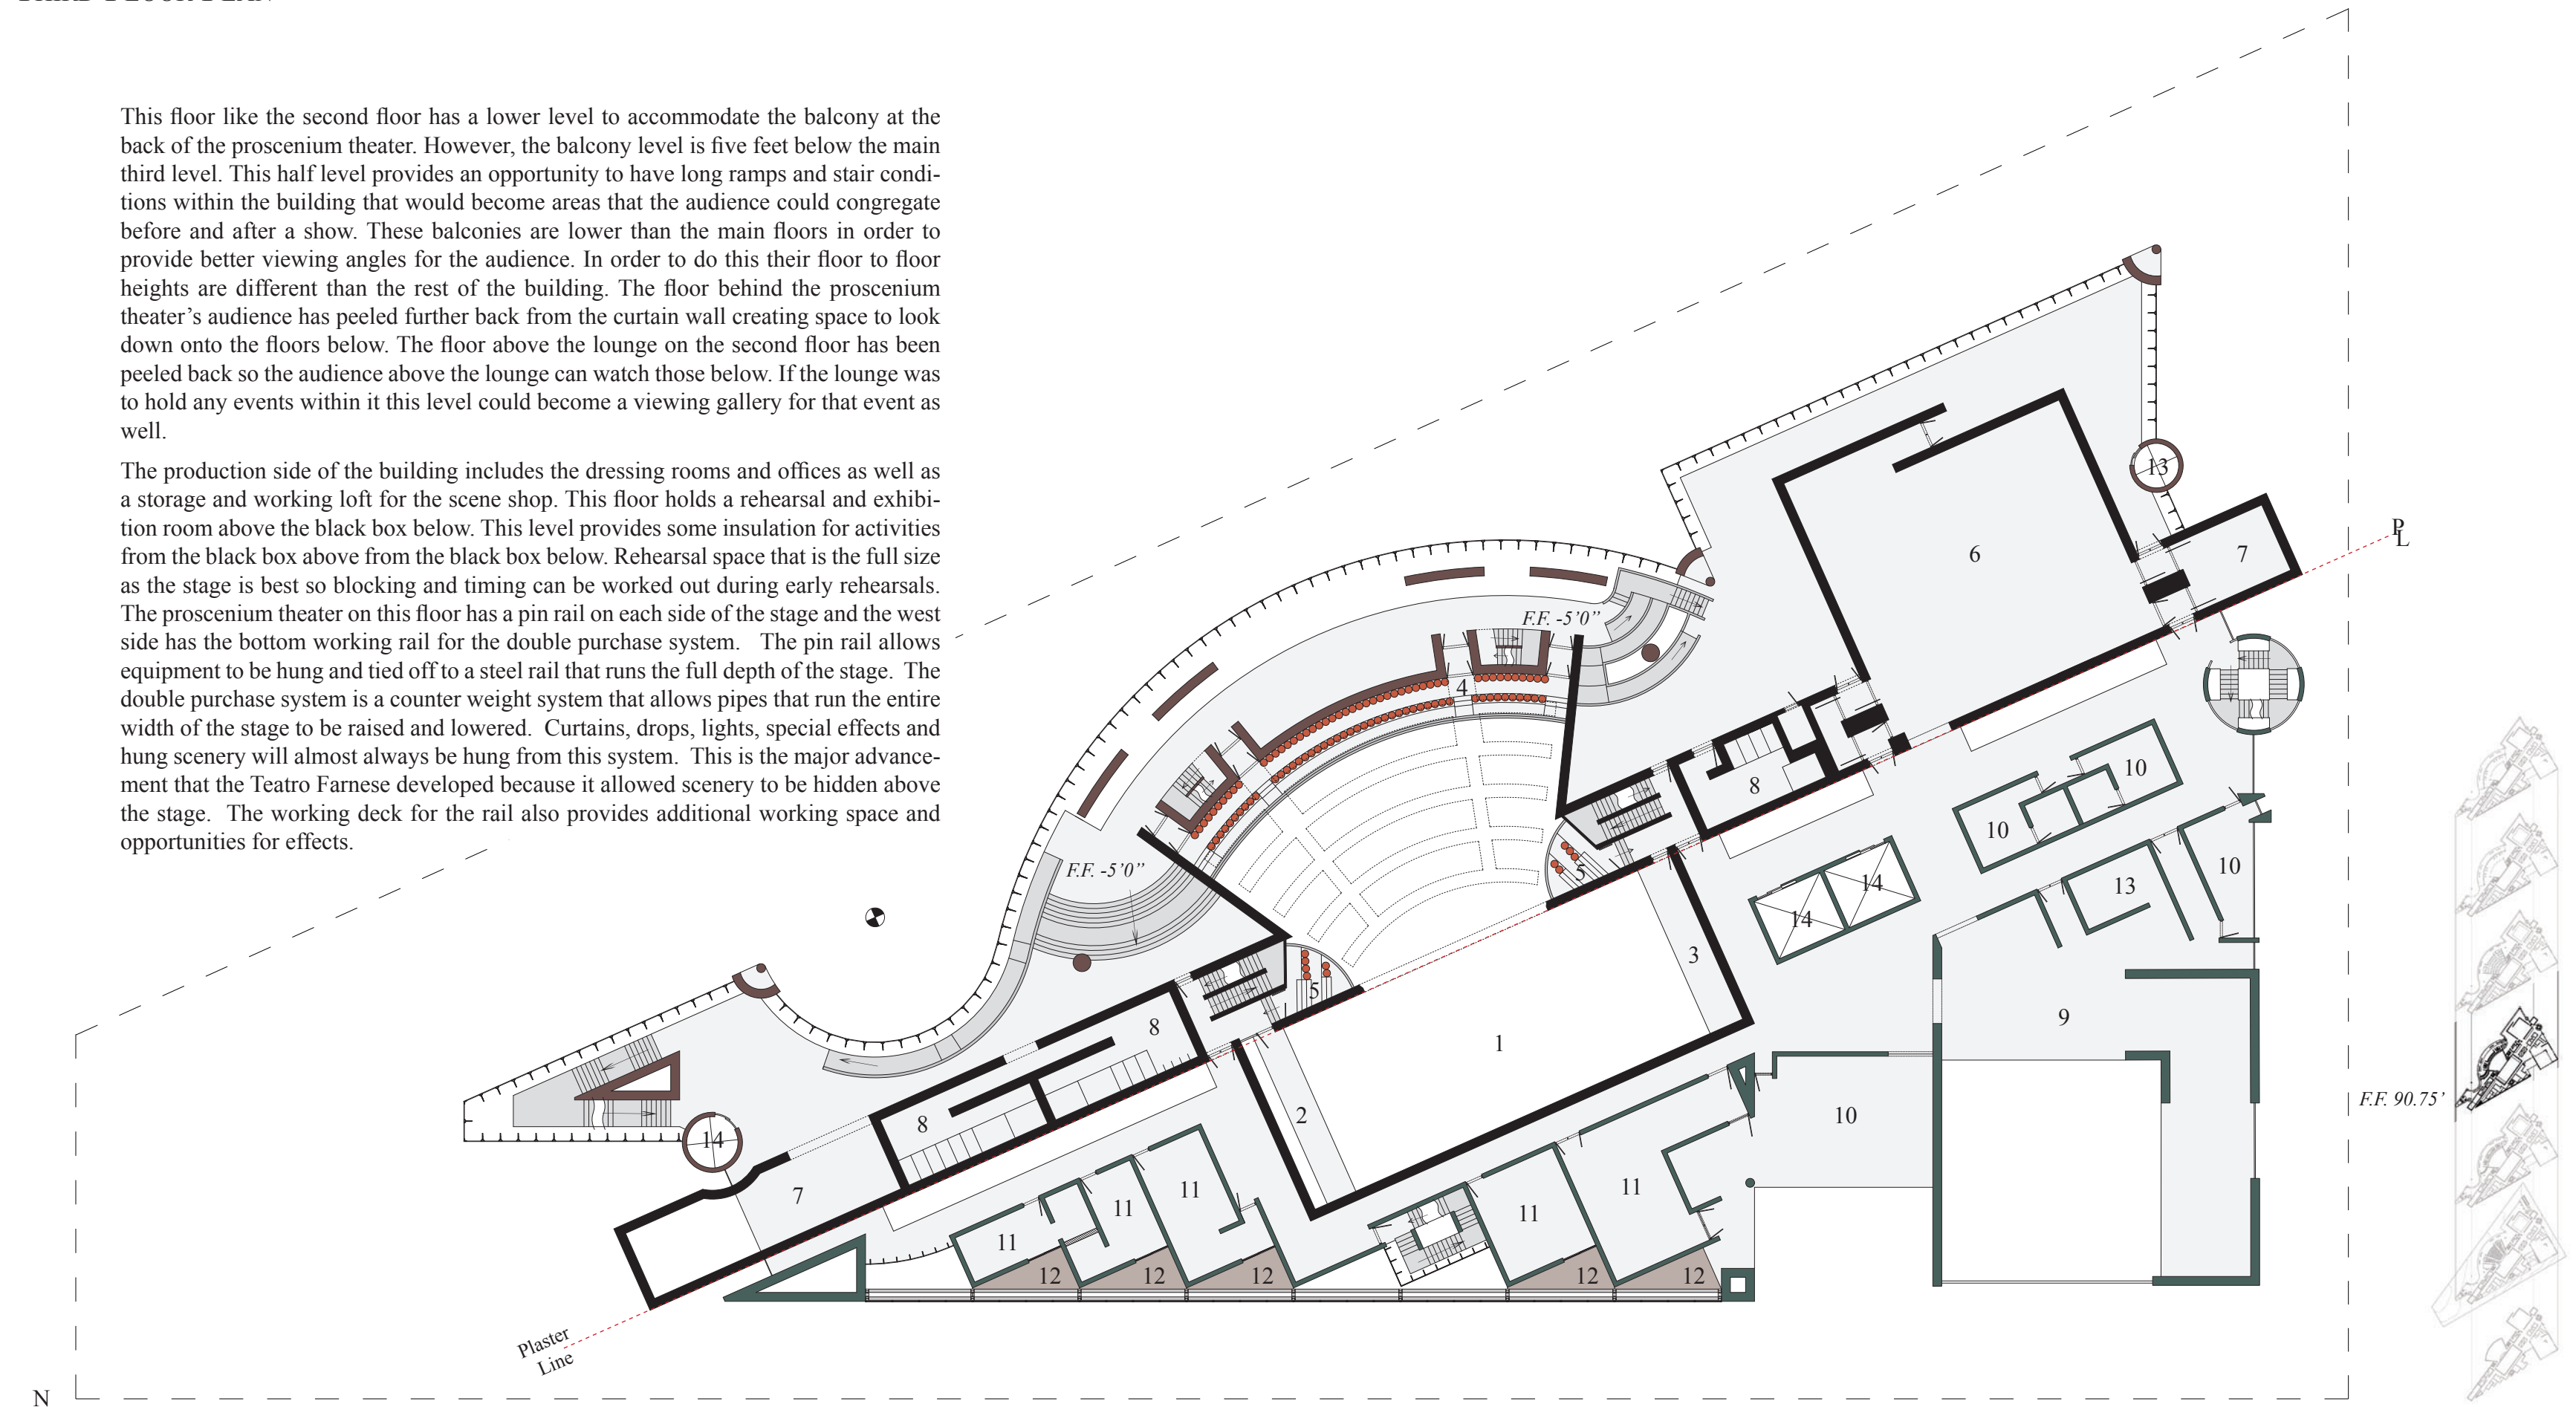 THIRD FLOOR PLAN
This floor like the second floor has a lower level to accommodate the balcony at the
back of the proscenium theater. However, the balcony level is five feet below the main
third level. This half level provides an opportunity to have long ramps and stair condi-
tions within the building that would become areas that the audience could congregate
before and after a show. These balconies are lower than the main floors in order to
provide better viewing angles for the audience. In order to do this their floor to floor
heights are different than the rest of the building. The floor behind the proscenium
theater’s audience has peeled further back from the curtain wall creating space to look
down onto the floors below. The floor above the lounge on the second floor has been
peeled back so the audience above the lounge can watch those below. If the lounge was
to hold any events within it this level could become a viewing gallery for that event as
well.
The production side of the building includes the dressing rooms and offices as well as
a storage and working loft for the scene shop. This floor holds a rehearsal and exhibi-
tion room above the black box below. This level provides some insulation for activities
from the black box above from the black box below. Rehearsal space that is the full size
as the stage is best so blocking and timing can be worked out during early rehearsals.
The proscenium theater on this floor has a pin rail on each side of the stage and the west
side has the bottom working rail for the double purchase system. The pin rail allows
equipment to be hung and tied off to a steel rail that runs the full depth of the stage. The
double purchase system is a counter weight system that allows pipes that run the entire
width of the stage to be raised and lowered. Curtains, drops, lights, special effects and
hung scenery will almost always be hung from this system. This is the major advance-
ment that the Teatro Farnese developed because it allowed scenery to be hidden above
the stage. The working deck for the rail also provides additional working space and
opportunities for effects.
13
PL
6
7
F.F. -5’0”
4
8
10
10
5
F.F. -5’0”
10
13
14
14
3
5
9
8
1
F.F. 90.75’
2
10
8
14
7
11
11
11
11
11
12
12
12
12
12
Plaster
Line
N